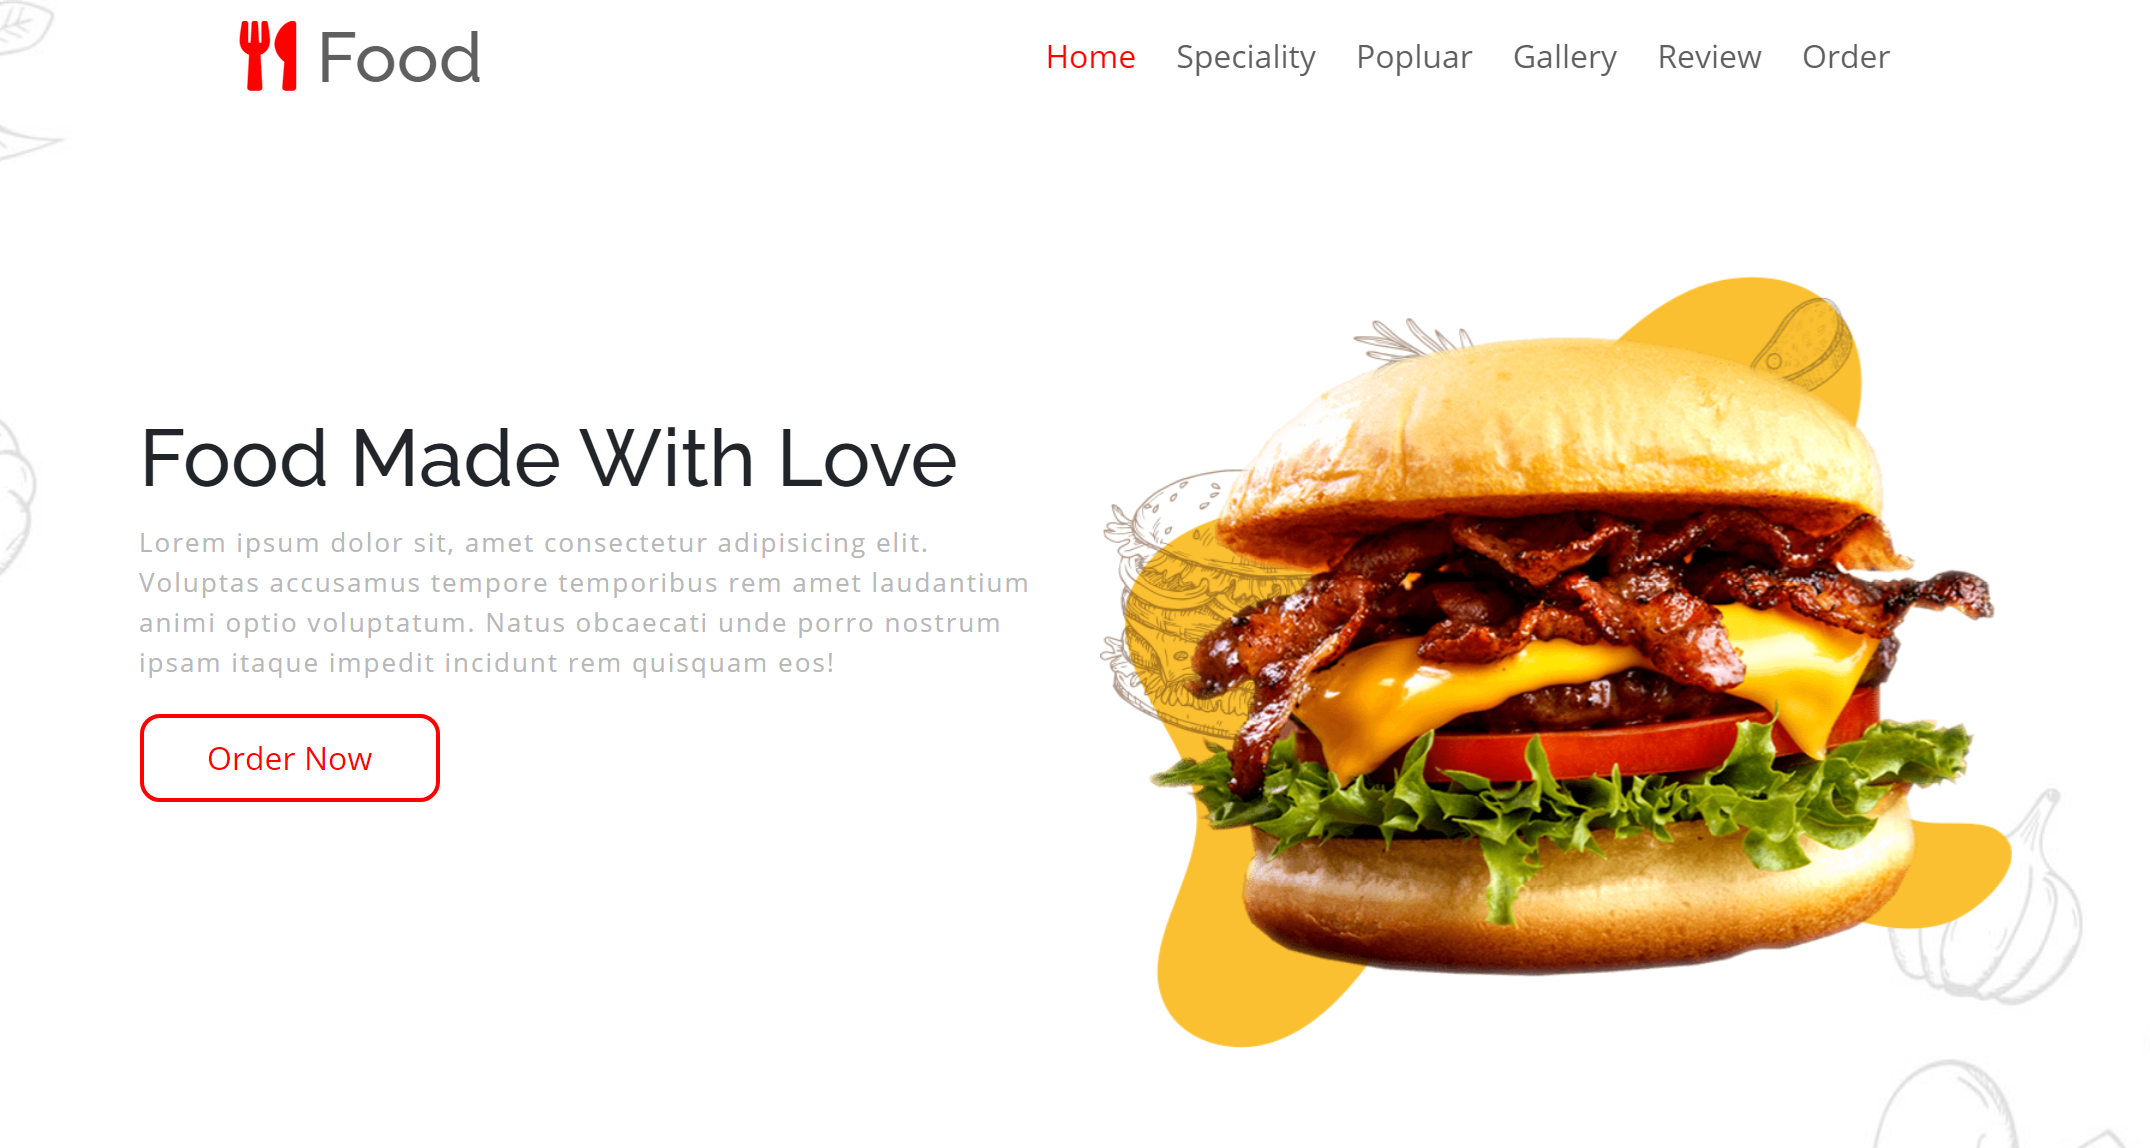 Food
Home Speciality Popluar Gallery Review Order
Food Made With Love
Lorem ipsum dolor sit, amet consectetur adipisicing elit.
Voluptas accusamus tempore temporibus rem amet laudantium
animi optio voluptatum. Natus obcaecati unde porro nostrum
ipsam itaque impedit incidunt rem quisquam eos!
Order Now